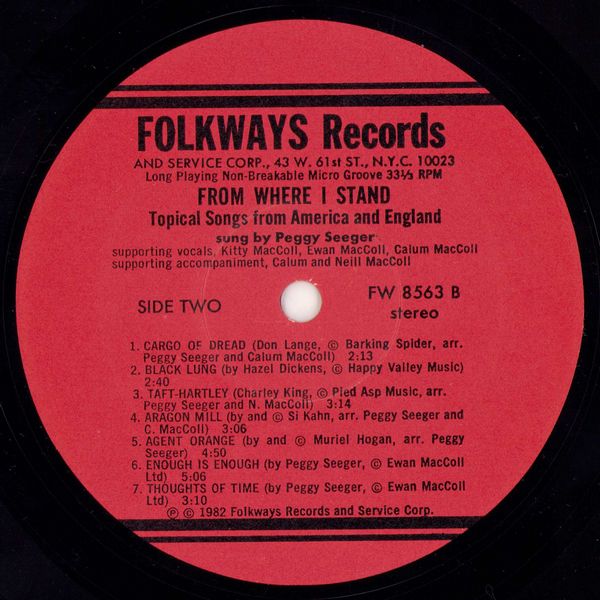 FOLKWAYS Records
AND SERVICE CORP., 43 W. 61st ST., N.Y.C. 10023
Long Playing Non-Breakable Micro Groove 33⅓ RPM
FROM WHERE I STAND
Topical Songs from America and England
sung by Peggy Seeger
supporting vocals, Kitty MacColl, Ewan MacColl, Calum MacColl
supporting accompaniment, Calum and Neill MacColl
SIDE TWO
FW 8563 B
stereo
1. CARGO OF DREAD (Don Lange, © Barking Spider, arr.
Peggy Seeger and Calum MacColl) 2:13
2. BLACK LUNG (by Hazel Dickens, © Happy Valley Music)
2:40
3. TAFT-HARTLEY (Charley King, © Pied Asp Music, arr.
Peggy Seeger and N. MacColl) 3:14
4. ARAGON MILL (by and © Si Kahn, arr. Peggy Seeger and
C. MacColl) 3:06
5. AGENT ORANGE (by and © Muriel Hogan, arr. Peggy
Seeger) 4:50
6. ENOUGH IS ENOUGH (by Peggy Seeger, © Ewan MacColl
Ltd) 5:06
7. THOUGHTS OF TIME (by Peggy Seeger, © Ewan MacColl
Ltd) 3:10
℗ © 1982 Folkways Records and Service Corp.